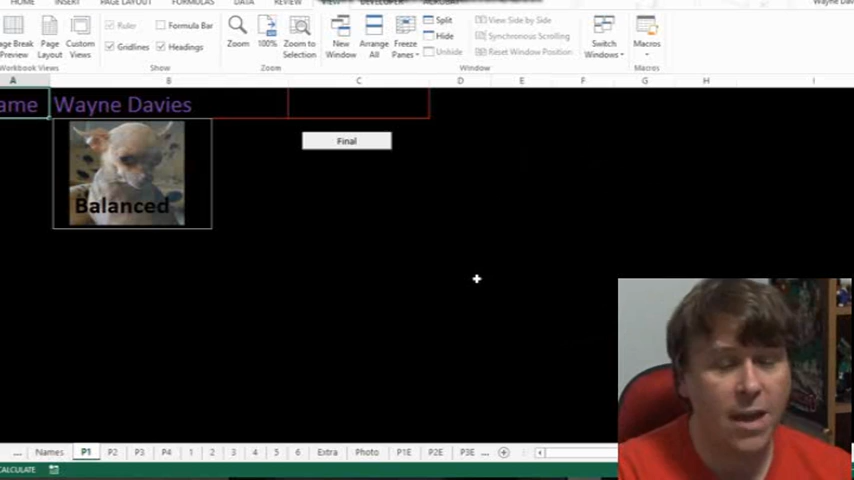 HOME INSERT PAGE LAYOUT FORMULAS DATA REVIEW VIEW DEVELOPER Wayne Dav
age Break Preview
Page Layout
Custom Views
Ruler Formula Bar
Gridlines Headings
Zoom
100%
Zoom to Selection
New Window
Arrange All
Freeze Panes
Split
Hide
Unhide
View Side by Side
Synchronous Scrolling
Reset Window Position
Switch Windows
Macros
Workbook Views Show Zoom Window Macros
A B C D E F G H I
ame Wayne Davies
Final
Balanced
... Names P1 P2 P3 P4 1 2 3 4 5 6 Extra Photo P1E P2E P3E ...
CALCULATE